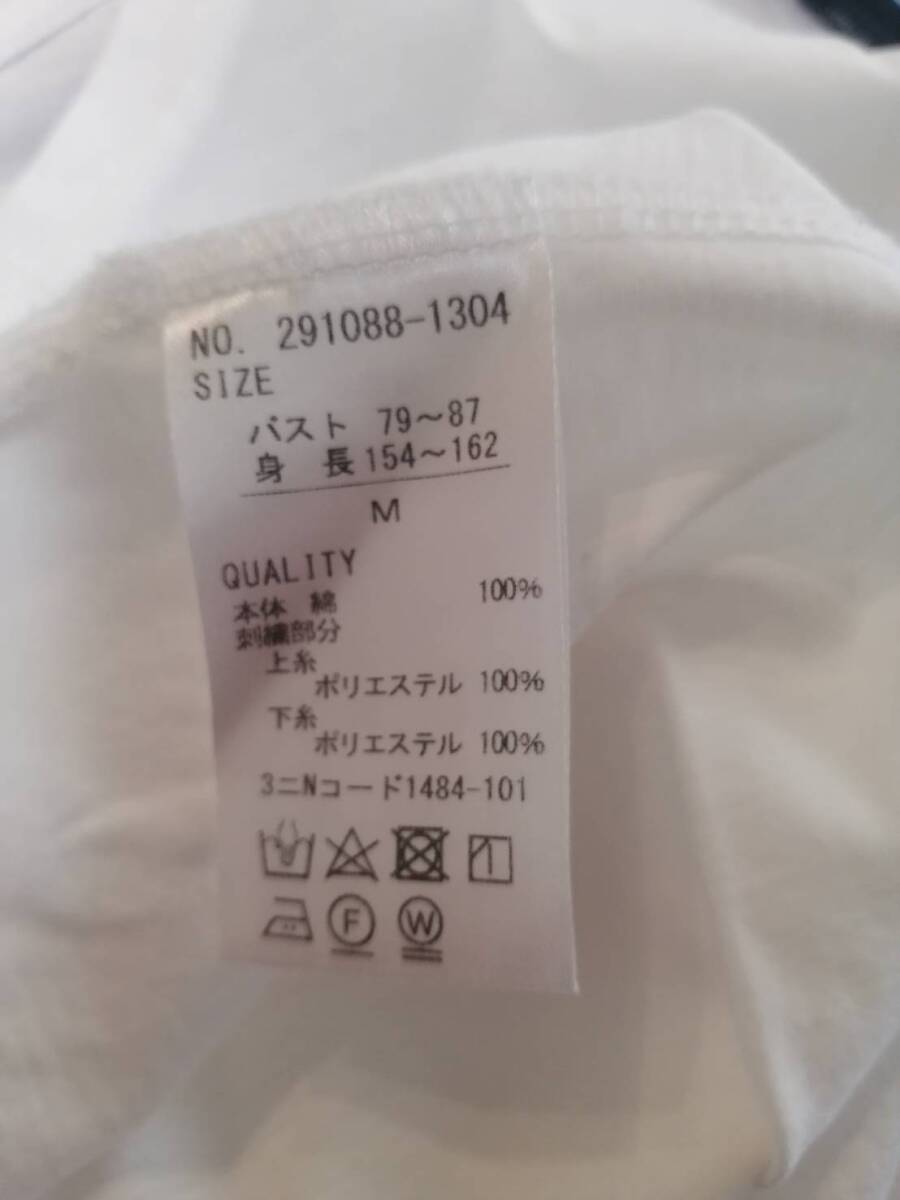 NO. 291088-1304
SIZE
バスト 79～87
身 長 154～162
M
QUALITY
本体 綿 100%
刺繍部分
上糸
ポリエステル 100%
下糸
ポリエステル 100%
3ニNコード1484-101
F W